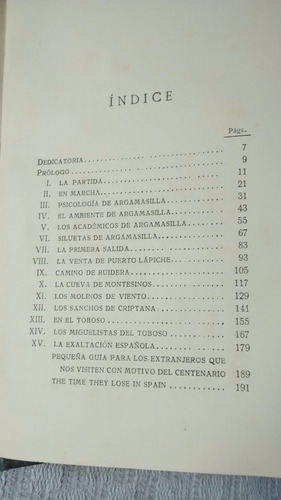 ÍNDICE
Págs.
DEDICATORIA 7
PRÓLOGO 9
I. LA PARTIDA 11
II. EN MARCHA 21
III. PSICOLOGÍA DE ARGAMASILLA 31
IV. EL AMBIENTE DE ARGAMASILLA 43
V. LOS ACADÉMICOS DE ARGAMASILLA 55
VI. SILUETAS DE ARGAMASILLA 67
VII. LA PRIMERA SALIDA 83
VIII. LA VENTA DE PUERTO LÁPICHE 93
IX. CAMINO DE RUIDERA 105
X. LA CUEVA DE MONTESINOS 117
XI. LOS MOLINOS DE VIENTO 129
XII. LOS SANCHOS DE CRIPTANA 141
XIII. EN EL TOBOSO 155
XIV. LOS MIGUELISTAS DEL TOBOSO 167
XV. LA EXALTACIÓN ESPAÑOLA 179
PEQUEÑA GUIA PARA LOS EXTRANJEROS QUE
NOS VISITEN CON MOTIVO DEL CENTENARIO 189
THE TIME THEY LOSE IN SPAIN 191